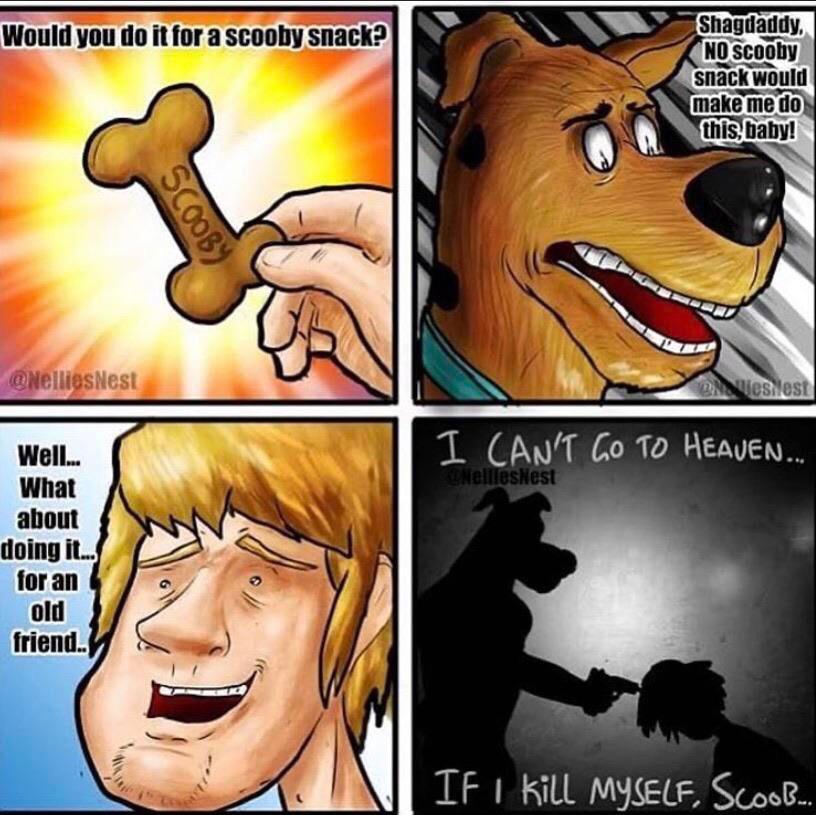 Would you do it for a scooby snack?
SCOOBY
@NelliesNest
Shagdaddy,
NO scooby
snack would
make me do
this, baby!
@NelliesNest
Well...
What
about
doing it...
for an
old
friend..
I CAN'T GO TO HEAVEN...
@NelliesNest
IF I KiLL MYSELF, SCOOB...